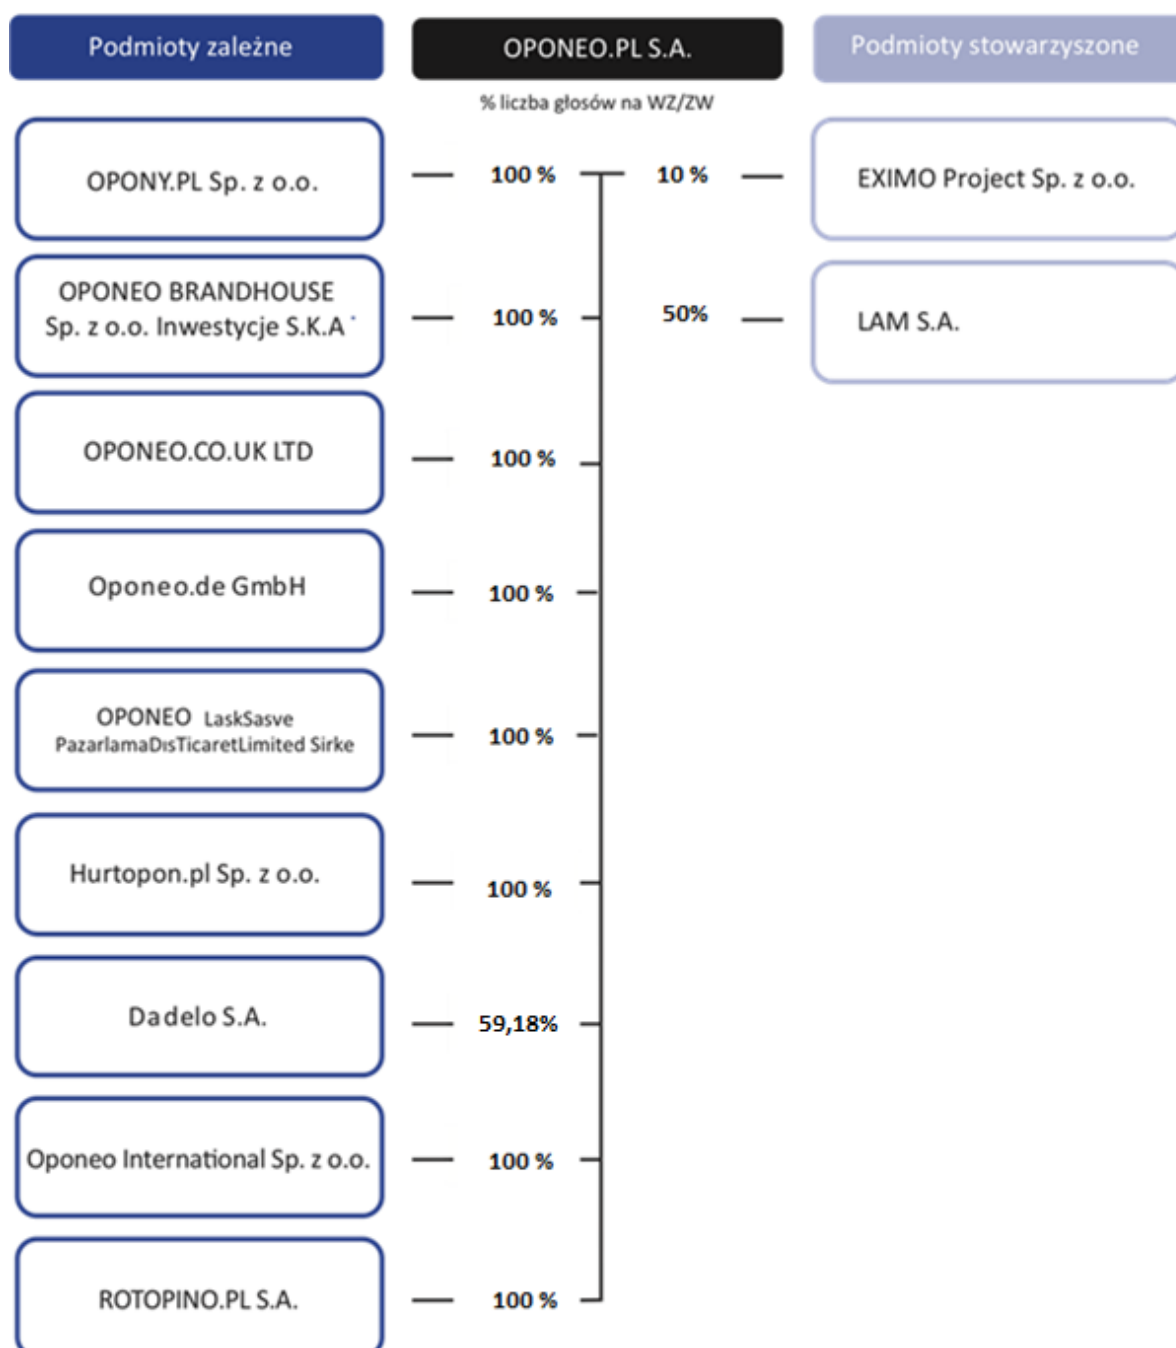 Podmioty zależne
OPONEO.PL S.A.
Podmioty stowarzyszone
% liczba głosów na WZ/ZW
OPONY.PL Sp. z o.o.
100 %
10 %
EXIMO Project Sp. z o.o.
OPONEO BRANDHOUSE
Sp. z o.o. Inwestycje S.K.A
100 %
50%
LAM S.A.
OPONEO.CO.UK LTD
100 %
Oponeo.de GmbH
100 %
OPONEO LaskSasve
PazarlamaDısTicaretLimited Sirke
100 %
Hurtopon.pl Sp. z o.o.
100 %
Dadelo S.A.
59,18%
Oponeo International Sp. z o.o.
100 %
ROTOPINO.PL S.A.
100 %